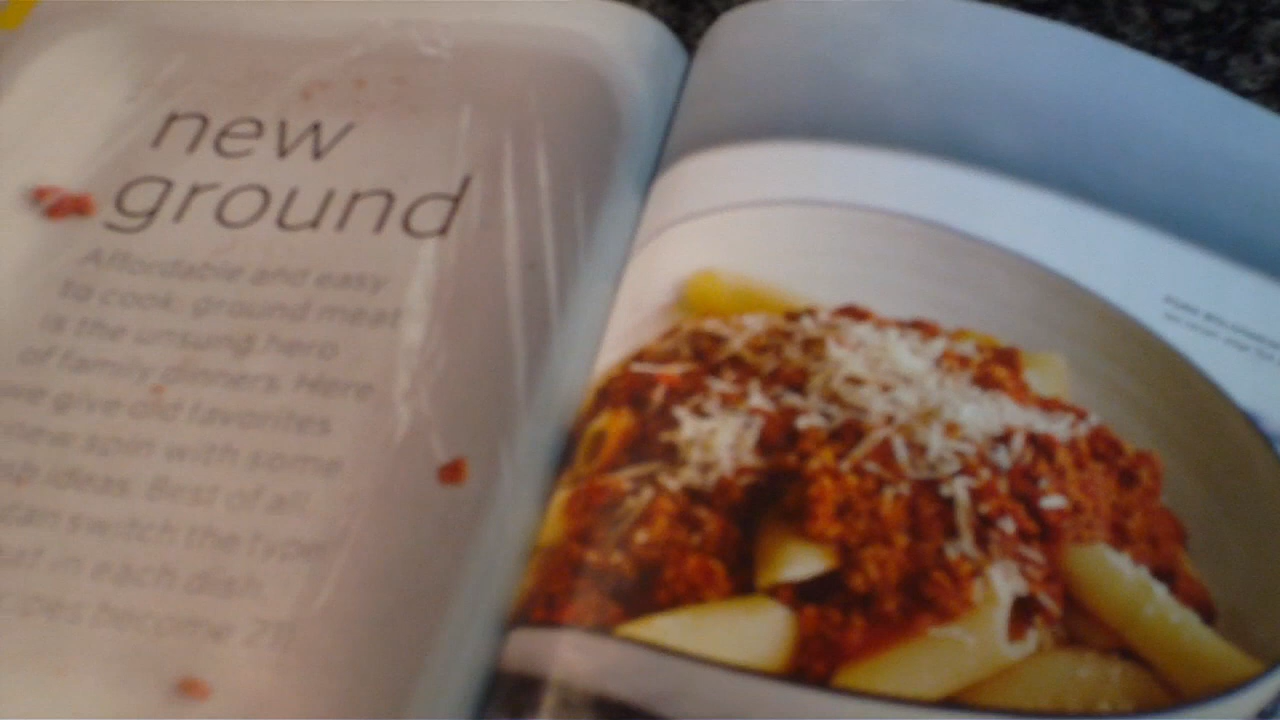 new
ground
Affordable and easy
to cook, ground meat
is the unsung hero
of family dinners. Here
we give old favorites
new spin with some
ideas. Best of all,
switch the type
in each dish
become 27!